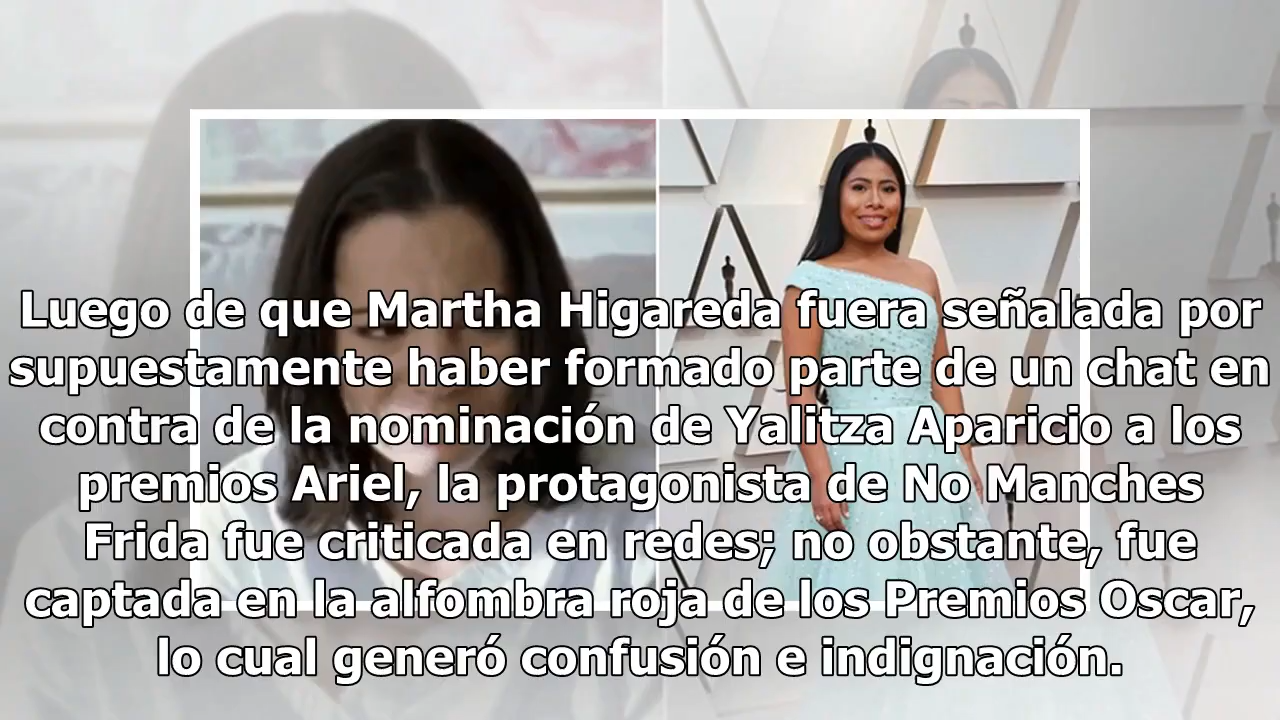 Luego de que Martha Higareda fuera señalada por
supuestamente haber formado parte de un chat en
contra de la nominación de Yalitza Aparicio a los
premios Ariel, la protagonista de No Manches
Frida fue criticada en redes; no obstante, fue
captada en la alfombra roja de los Premios Oscar,
lo cual generó confusión e indignación.